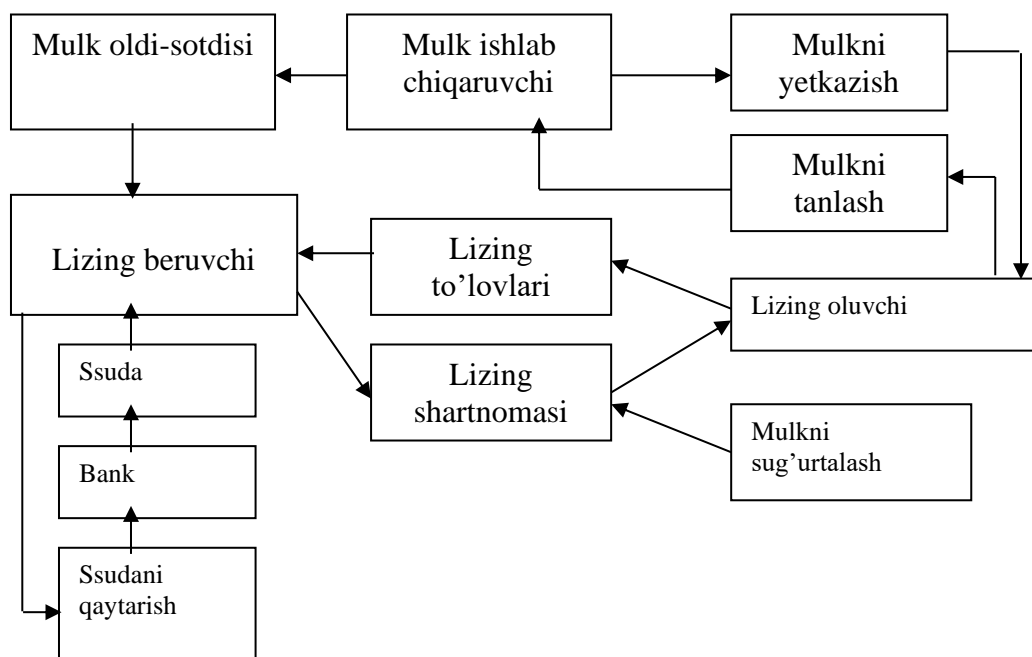 Mulk oldi-sotdisi
Mulk ishlab
chiqaruvchi
Mulkni
yetkazish
Mulkni
tanlash
Lizing beruvchi
Lizing
to’lovlari
Lizing oluvchi
Ssuda
Lizing
shartnomasi
Mulkni
sug’urtalash
Bank
Ssudani
qaytarish